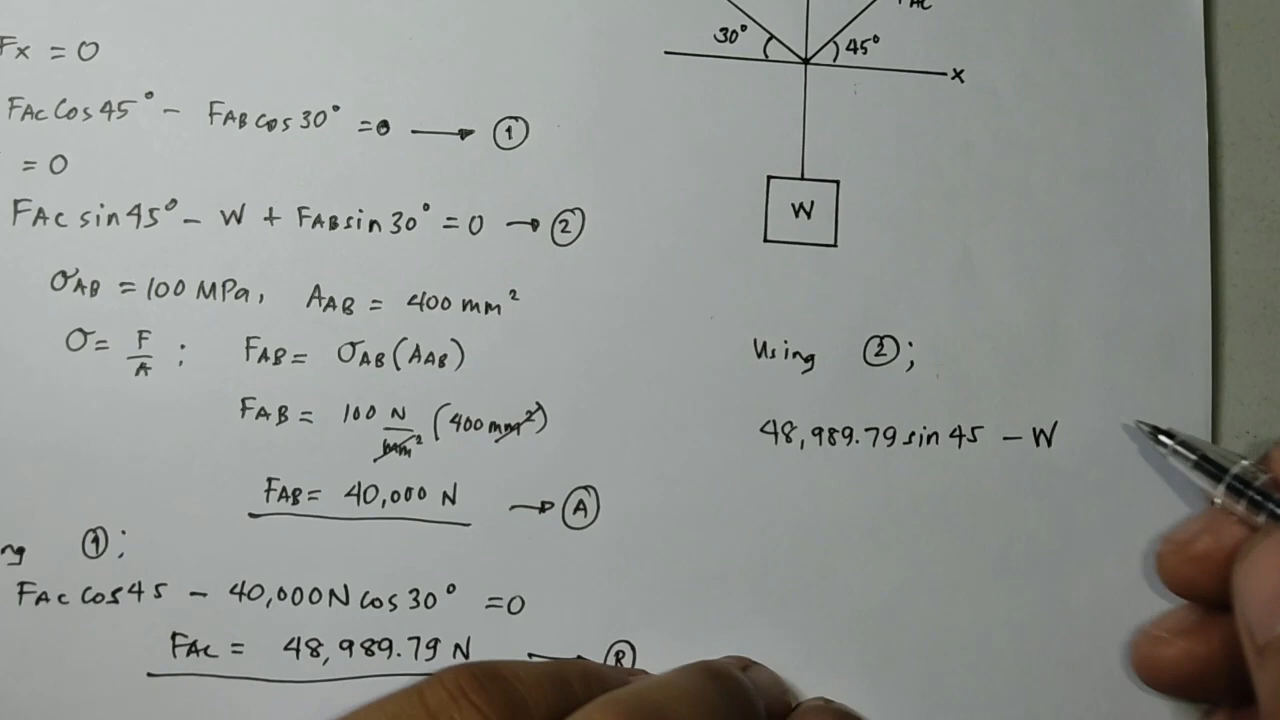 Fx = 0
FAC Cos 45° - FAB cos 30° = 0 → ①
= 0
FAC sin 45° - W + FAB sin 30° = 0 → ②
σAB = 100 MPa, AAB = 400 mm²
σ = F/A ; FAB = σAB (AAB)
FAB = 100 N/mm² (400 mm²)
FAB = 40,000 N → Ⓐ
ng ①;
FAC Cos 45 - 40,000 N cos 30° = 0
FAC = 48,989.79 N
30°
45°
x
W
Using ②;
48,989.79 sin 45 - W